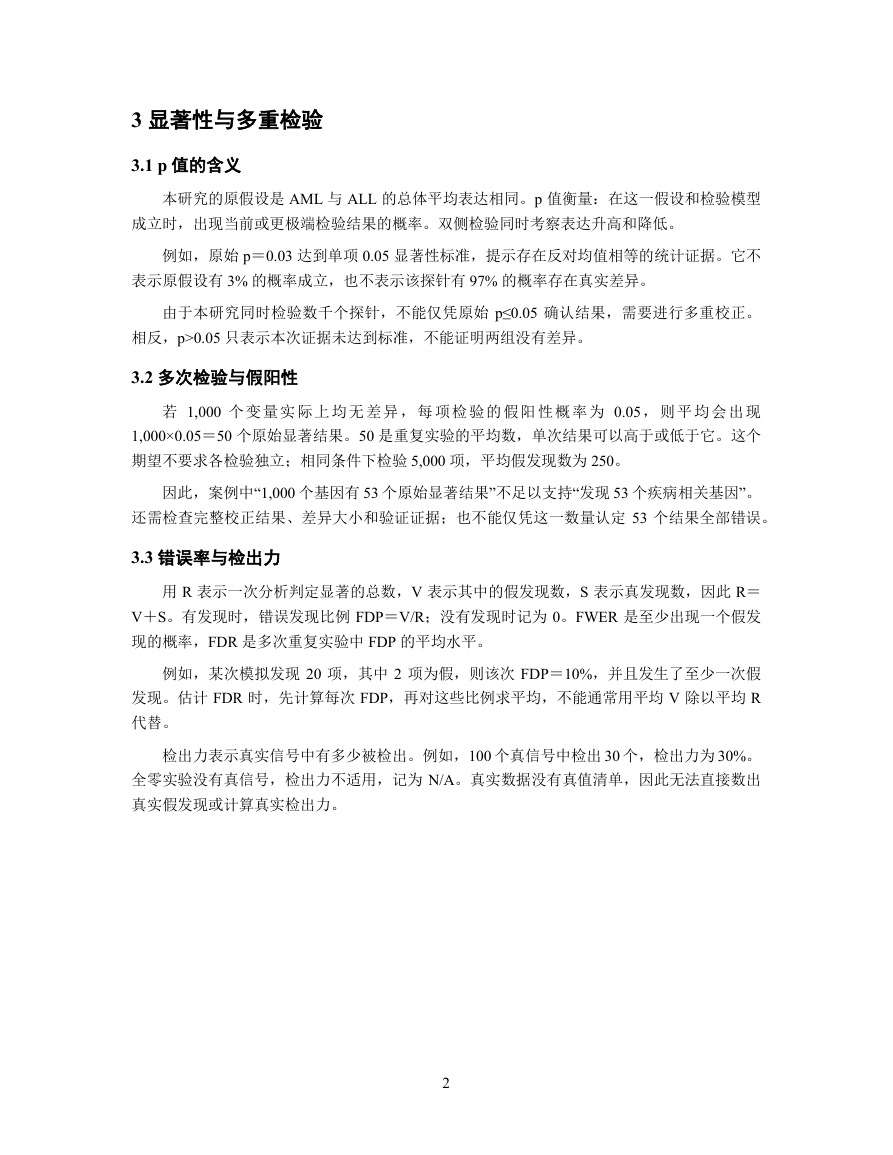 3 显著性与多重检验
3.1 p 值的含义
本研究的原假设是 AML 与 ALL 的总体平均表达相同。p 值衡量：在这一假设和检验模型
成立时，出现当前或更极端检验结果的概率。双侧检验同时考察表达升高和降低。
例如，原始 p＝0.03 达到单项 0.05 显著性标准，提示存在反对均值相等的统计证据。它不
表示原假设有 3% 的概率成立，也不表示该探针有 97% 的概率存在真实差异。
由于本研究同时检验数千个探针，不能仅凭原始 p≤0.05 确认结果，需要进行多重校正。
相反，p>0.05 只表示本次证据未达到标准，不能证明两组没有差异。
3.2 多次检验与假阳性
若 1,000 个变量实际上均无差异，每项检验的假阳性概率为 0.05，则平均会出现
1,000×0.05＝50 个原始显著结果。50 是重复实验的平均数，单次结果可以高于或低于它。这个
期望不要求各检验独立；相同条件下检验 5,000 项，平均假发现数为 250。
因此，案例中“1,000 个基因有 53 个原始显著结果”不足以支持“发现 53 个疾病相关基因”。
还需检查完整校正结果、差异大小和验证证据；也不能仅凭这一数量认定 53 个结果全部错误。
3.3 错误率与检出力
用 R 表示一次分析判定显著的总数，V 表示其中的假发现数，S 表示真发现数，因此 R＝
V＋S。有发现时，错误发现比例 FDP＝V/R；没有发现时记为 0。FWER 是至少出现一个假发
现的概率，FDR 是多次重复实验中 FDP 的平均水平。
例如，某次模拟发现 20 项，其中 2 项为假，则该次 FDP＝10%，并且发生了至少一次假
发现。估计 FDR 时，先计算每次 FDP，再对这些比例求平均，不能通常用平均 V 除以平均 R
代替。
检出力表示真实信号中有多少被检出。例如，100 个真信号中检出 30 个，检出力为 30%。
全零实验没有真信号，检出力不适用，记为 N/A。真实数据没有真值清单，因此无法直接数出
真实假发现或计算真实检出力。
2